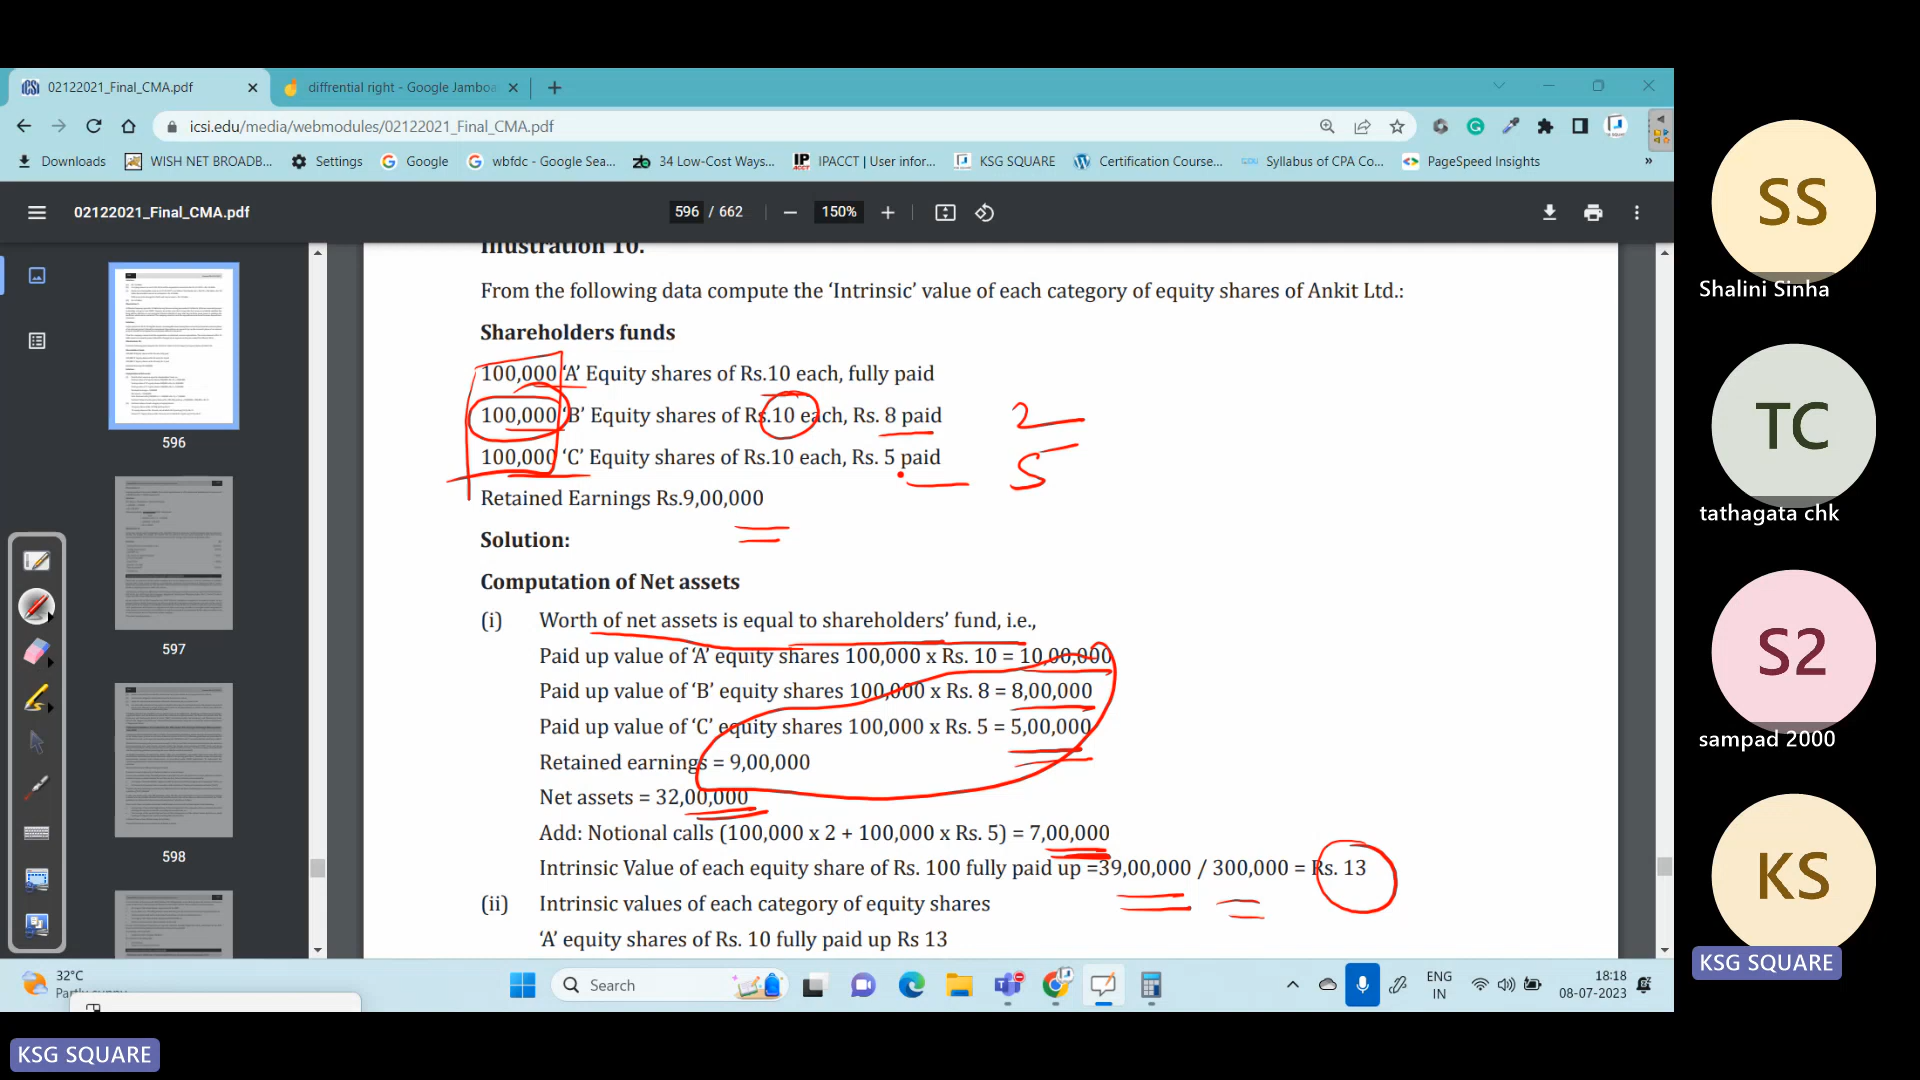 02122021_Final_CMA.pdf
diffrential right - Google Jamboa
icsi.edu/media/webmodules/02122021_Final_CMA.pdf
Downloads WISH NET BROADB... Settings Google wbfdc - Google Sea... 34 Low-Cost Ways... IPACCT | User infor... KSG SQUARE Certification Course... Syllabus of CPA Co... PageSpeed Insights »
02122021_Final_CMA.pdf 596 / 662 150%
Illustration 10.
From the following data compute the ‘Intrinsic’ value of each category of equity shares of Ankit Ltd.:
Shareholders funds
100,000 ‘A’ Equity shares of Rs.10 each, fully paid
100,000 ‘B’ Equity shares of Rs.10 each, Rs. 8 paid 2
100,000 ‘C’ Equity shares of Rs.10 each, Rs. 5 paid 5
Retained Earnings Rs.9,00,000
Solution:
Computation of Net assets
(i) Worth of net assets is equal to shareholders’ fund, i.e.,
Paid up value of ‘A’ equity shares 100,000 x Rs. 10 = 10,00,000
Paid up value of ‘B’ equity shares 100,000 x Rs. 8 = 8,00,000
Paid up value of ‘C’ equity shares 100,000 x Rs. 5 = 5,00,000
Retained earnings = 9,00,000
Net assets = 32,00,000
Add: Notional calls (100,000 x 2 + 100,000 x Rs. 5) = 7,00,000
Intrinsic Value of each equity share of Rs. 100 fully paid up =39,00,000 / 300,000 = Rs. 13
(ii) Intrinsic values of each category of equity shares
‘A’ equity shares of Rs. 10 fully paid up Rs 13
596
597
598
SS
Shalini Sinha
TC
tathagata chk
S2
sampad 2000
KS
KSG SQUARE
32°C
Partly sunny
Search
ENG
IN
18:18
08-07-2023
KSG SQUARE